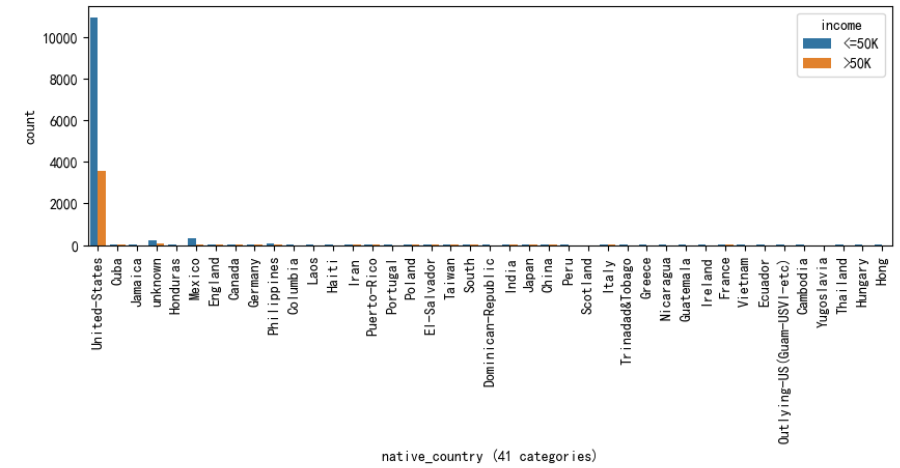 income
<=50K
>50K
10000
8000
6000
4000
2000
0
count
United-States
Cuba
Jamaica
unknown
Honduras
Mexico
England
Canada
Germany
Philippines
Columbia
Laos
Haiti
Iran
Puerto-Rico
Portugal
Poland
El-Salvador
Taiwan
South
Dominican-Republic
India
Japan
China
Peru
Scotland
Italy
Trinadad&Tobago
Greece
Nicaragua
Guatemala
Ireland
France
Vietnam
Ecuador
Outlying-US(Guam-USVI-etc)
Cambodia
Yugoslavia
Thailand
Hungary
Hong
native_country (41 categories)